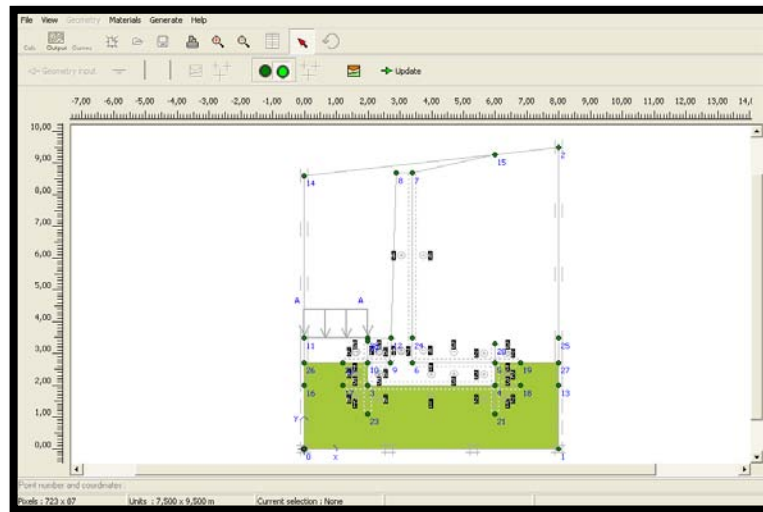 File View Geometry Materials Generate Help
Calc Output Curves
Geometry input Update
-7,00 -6,00 -5,00 -4,00 -3,00 -2,00 -1,00 0,00 1,00 2,00 3,00 4,00 5,00 6,00 7,00 8,00 9,00 10,00 11,00 12,00 13,00 14,(
10,00
9,00
8,00
7,00
6,00
5,00
4,00
3,00
2,00
1,00
0,00
15 2
14 8 7
A A
11 24 25
26 10 9 6 5 19 27
16 3 4 18 13
Y 23 21
0 x 1
Point number and coordinates :
Pixels : 723 x 87 Units : 7,500 x 9,500 m Current selection : None